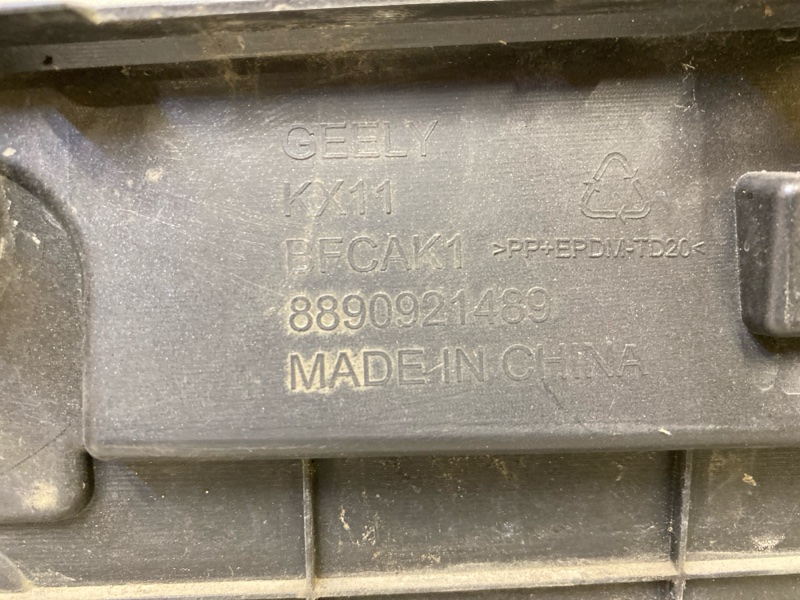 GEELY
KX11
BFCAK1 >PP+EPDM-TD20<
8890921489
MADE IN CHINA